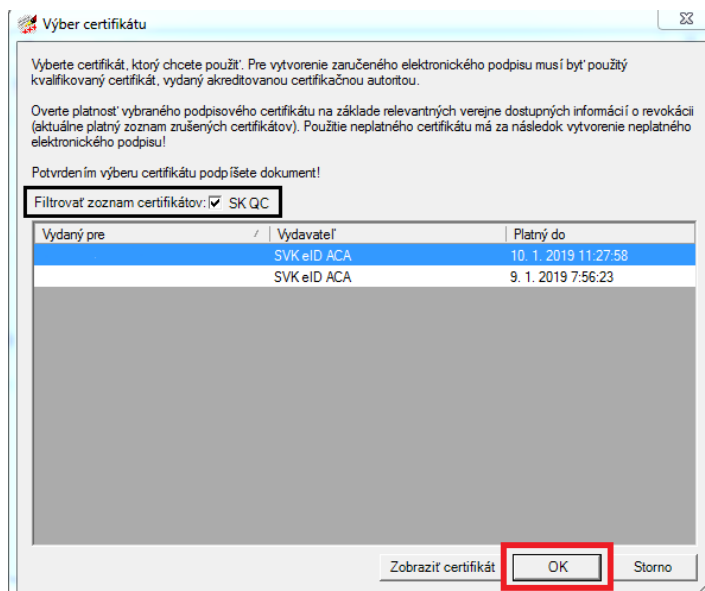 Výber certifikátu
Vyberte certifikát, ktorý chcete použiť. Pre vytvorenie zaručeného elektronického podpisu musí byť použitý
kvalifikovaný certifikát, vydaný akreditovanou certifikačnou autoritou.
Overte platnosť vybraného podpisového certifikátu na základe relevantných verejne dostupných informácií o revokácii
(aktuálne platný zoznam zrušených certifikátov). Použitie neplatného certifikátu má za následok vytvorenie neplatného
elektronického podpisu!
Potvrdením výberu certifikátu podpíšete dokument!
Filtrovať zoznam certifikátov: SK QC
Vydaný pre Vydavateľ Platný do
SVK eID ACA 10. 1. 2019 11:27:58
SVK eID ACA 9. 1. 2019 7:56:23
Zobraziť certifikát OK Storno